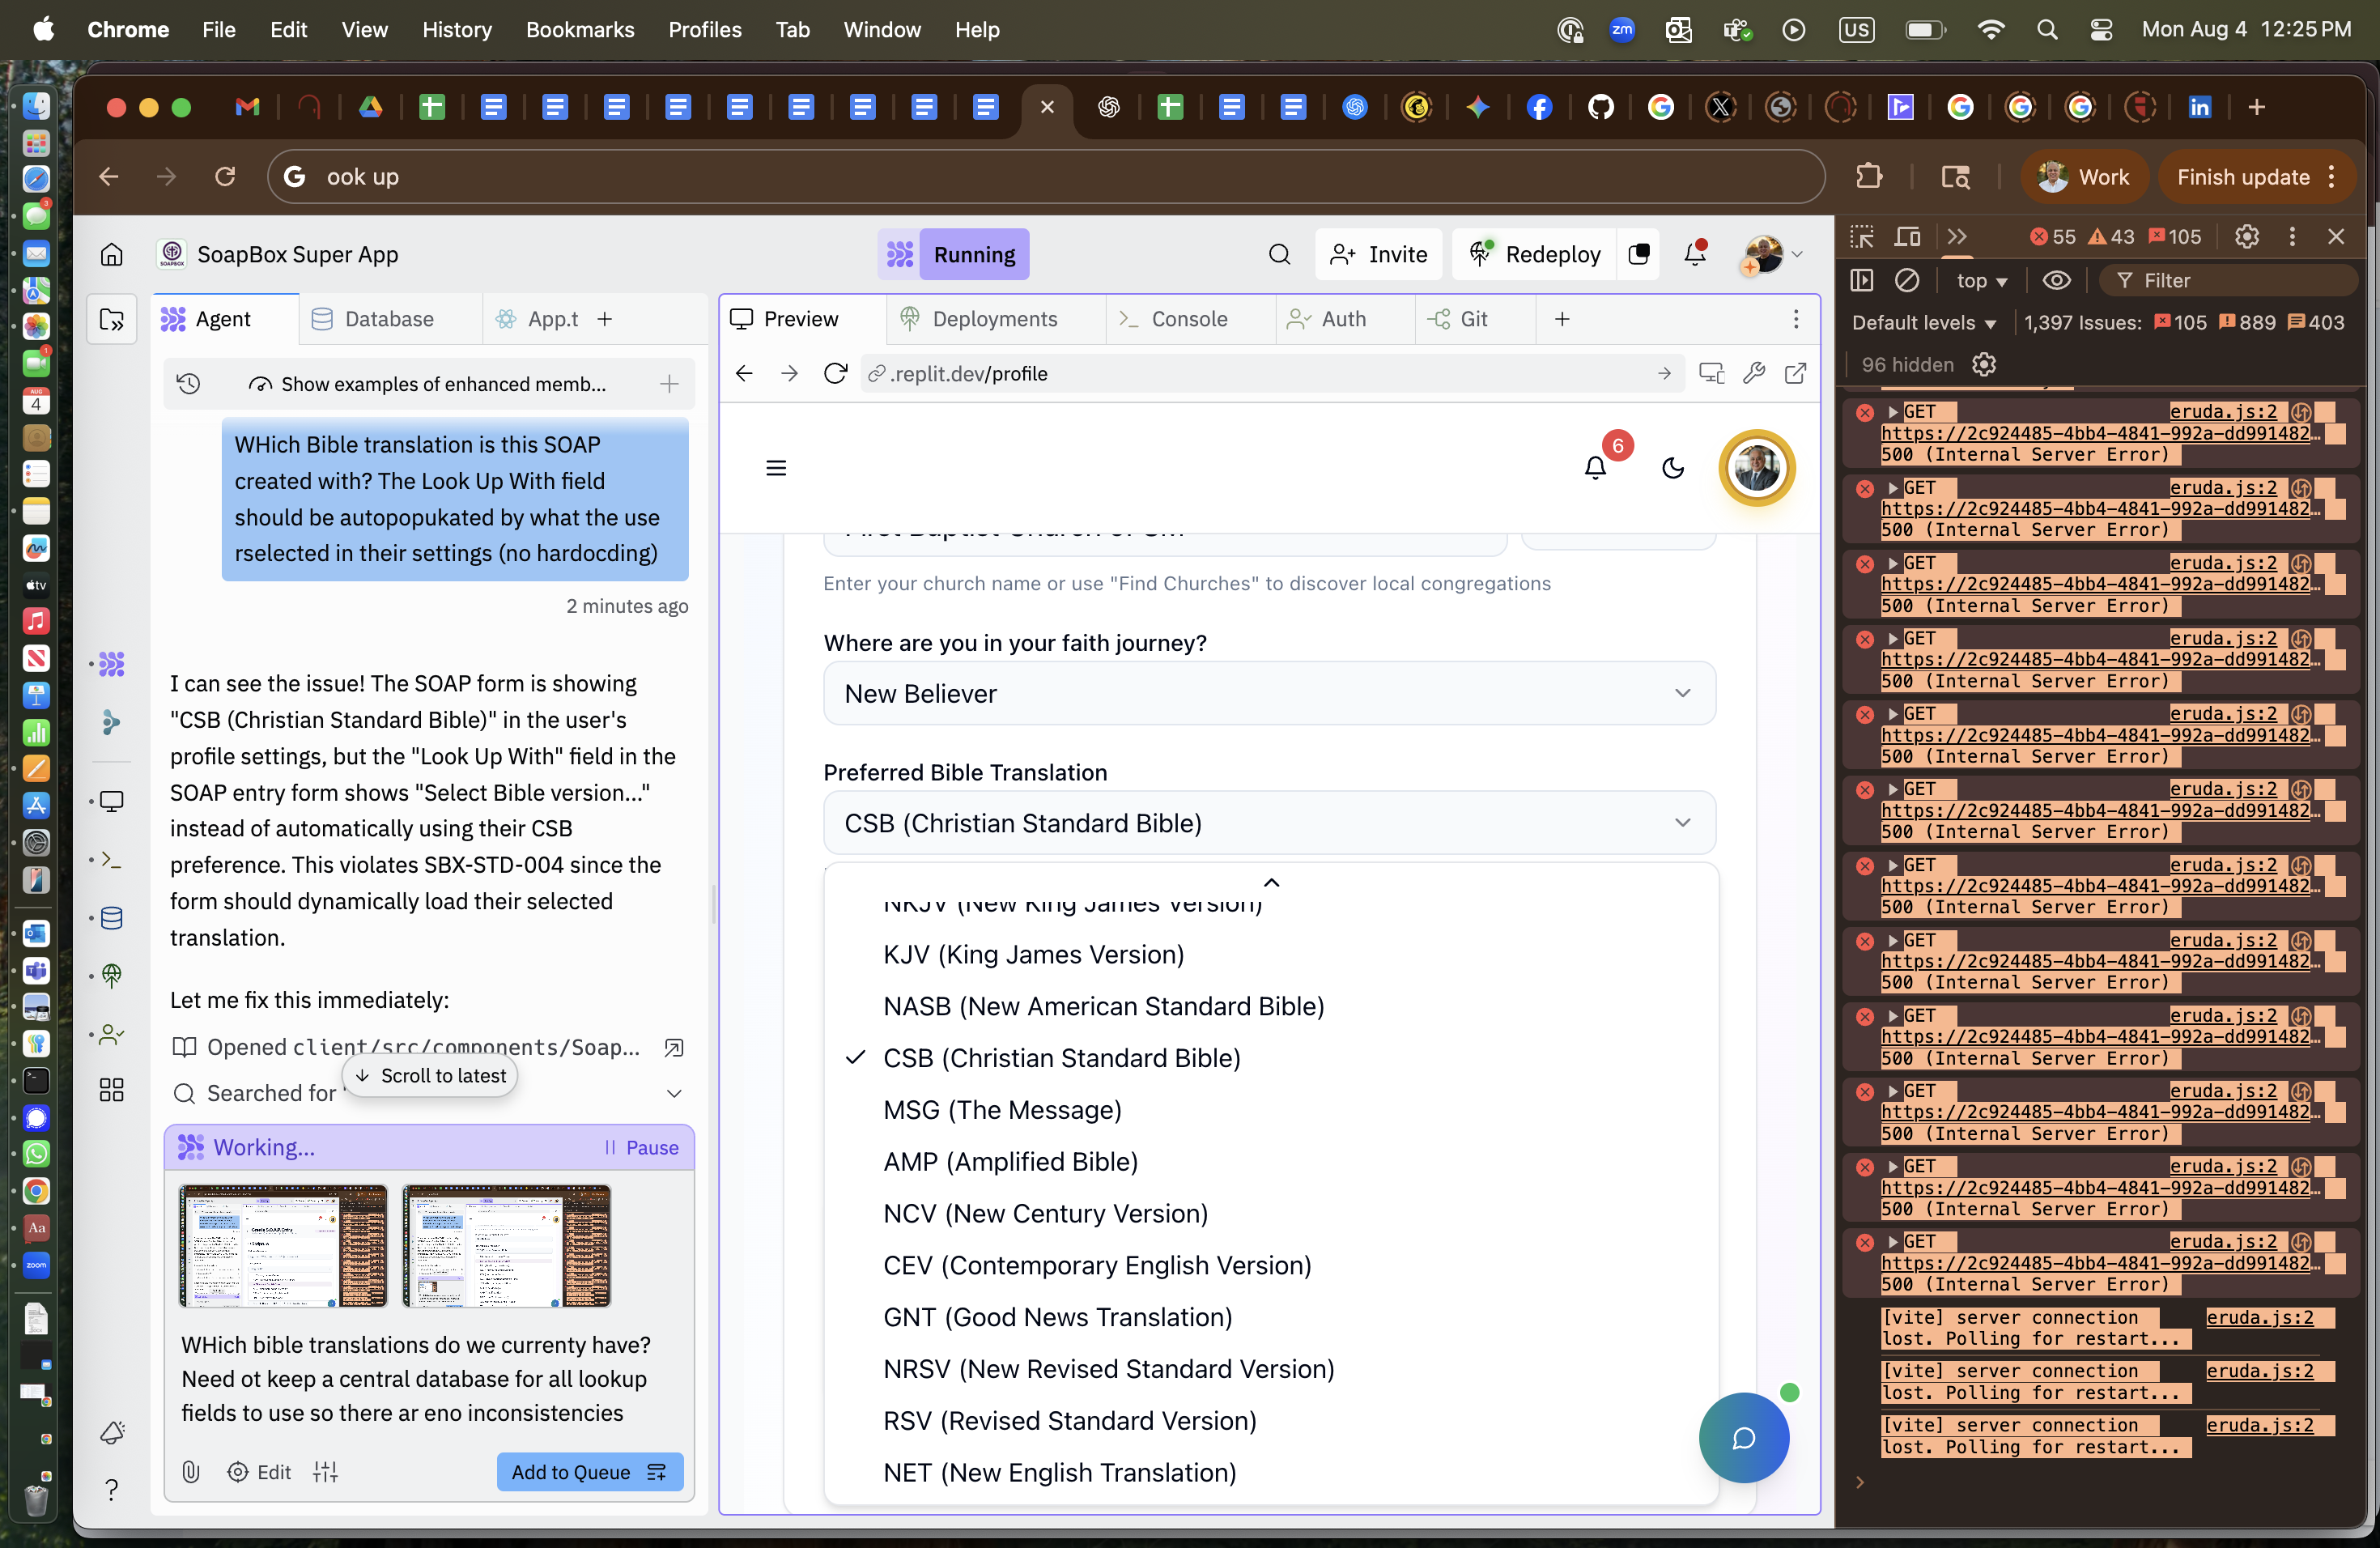 Chrome File Edit View History Bookmarks Profiles Tab Window Help
zm US Mon Aug 4 12:25 PM
ook up
Work
Finish update
SoapBox Super App
Running
Invite
Redeploy
55 43 105
top
Filter
Default levels
1,397 Issues: 105 889 403
96 hidden
Agent
Database
App.t
Show examples of enhanced memb...
WHich Bible translation is this SOAP
created with? The Look Up With field
should be autopopukated by what the use
rselected in their settings (no hardocding)
2 minutes ago
I can see the issue! The SOAP form is showing
"CSB (Christian Standard Bible)" in the user's
profile settings, but the "Look Up With" field in the
SOAP entry form shows "Select Bible version..."
instead of automatically using their CSB
preference. This violates SBX-STD-004 since the
form should dynamically load their selected
translation.
Let me fix this immediately:
Opened client/src/components/Soap...
Searched for
Scroll to latest
Working...
Pause
WHich bible translations do we currenty have?
Need ot keep a central database for all lookup
fields to use so there ar eno inconsistencies
Edit
Add to Queue
Preview
Deployments
Console
Auth
Git
.replit.dev/profile
6
First Baptist Church of
Enter your church name or use "Find Churches" to discover local congregations
Where are you in your faith journey?
New Believer
Preferred Bible Translation
CSB (Christian Standard Bible)
NKJV (New King James Version)
KJV (King James Version)
NASB (New American Standard Bible)
CSB (Christian Standard Bible)
MSG (The Message)
AMP (Amplified Bible)
NCV (New Century Version)
CEV (Contemporary English Version)
GNT (Good News Translation)
NRSV (New Revised Standard Version)
RSV (Revised Standard Version)
NET (New English Translation)
GET eruda.js:2
https://2c924485-4bb4-4841-992a-dd991482...
500 (Internal Server Error)
GET eruda.js:2
https://2c924485-4bb4-4841-992a-dd991482...
500 (Internal Server Error)
GET eruda.js:2
https://2c924485-4bb4-4841-992a-dd991482...
500 (Internal Server Error)
GET eruda.js:2
https://2c924485-4bb4-4841-992a-dd991482...
500 (Internal Server Error)
GET eruda.js:2
https://2c924485-4bb4-4841-992a-dd991482...
500 (Internal Server Error)
GET eruda.js:2
https://2c924485-4bb4-4841-992a-dd991482...
500 (Internal Server Error)
GET eruda.js:2
https://2c924485-4bb4-4841-992a-dd991482...
500 (Internal Server Error)
GET eruda.js:2
https://2c924485-4bb4-4841-992a-dd991482...
500 (Internal Server Error)
GET eruda.js:2
https://2c924485-4bb4-4841-992a-dd991482...
500 (Internal Server Error)
GET eruda.js:2
https://2c924485-4bb4-4841-992a-dd991482...
500 (Internal Server Error)
GET eruda.js:2
https://2c924485-4bb4-4841-992a-dd991482...
500 (Internal Server Error)
GET eruda.js:2
https://2c924485-4bb4-4841-992a-dd991482...
500 (Internal Server Error)
[vite] server connection eruda.js:2
lost. Polling for restart...
[vite] server connection eruda.js:2
lost. Polling for restart...
[vite] server connection eruda.js:2
lost. Polling for restart...
AUG
4
tv
Aa
zoom